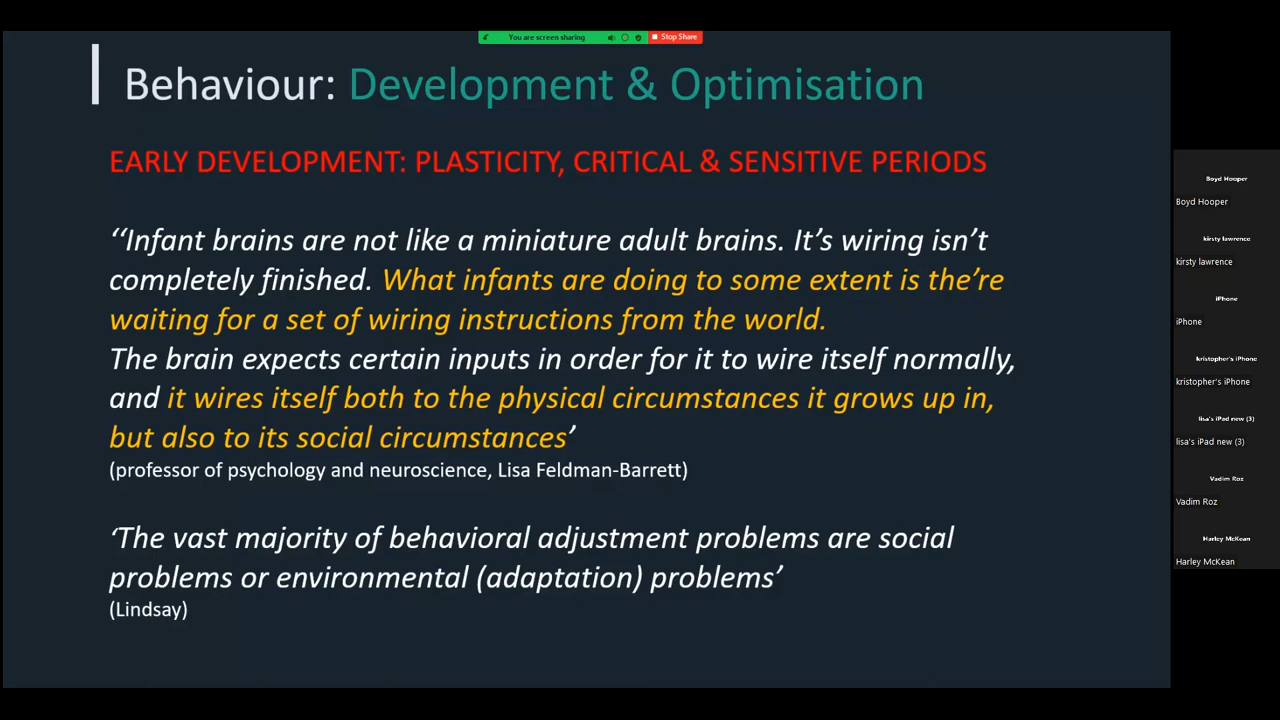 You are screen sharing
Stop Share
Behaviour: Development & Optimisation
EARLY DEVELOPMENT: PLASTICITY, CRITICAL & SENSITIVE PERIODS
‘‘Infant brains are not like a miniature adult brains. It’s wiring isn’t
completely finished. What infants are doing to some extent is the’re
waiting for a set of wiring instructions from the world.
The brain expects certain inputs in order for it to wire itself normally,
and it wires itself both to the physical circumstances it grows up in,
but also to its social circumstances’
(professor of psychology and neuroscience, Lisa Feldman-Barrett)
‘The vast majority of behavioral adjustment problems are social
problems or environmental (adaptation) problems’
(Lindsay)
Boyd Hooper
Boyd Hooper
kirsty lawrence
kirsty lawrence
iPhone
iPhone
kristopher's iPhone
kristopher's iPhone
lisa's iPad new (3)
lisa's iPad new (3)
Vadim Roz
Vadim Roz
Harley McKean
Harley McKean